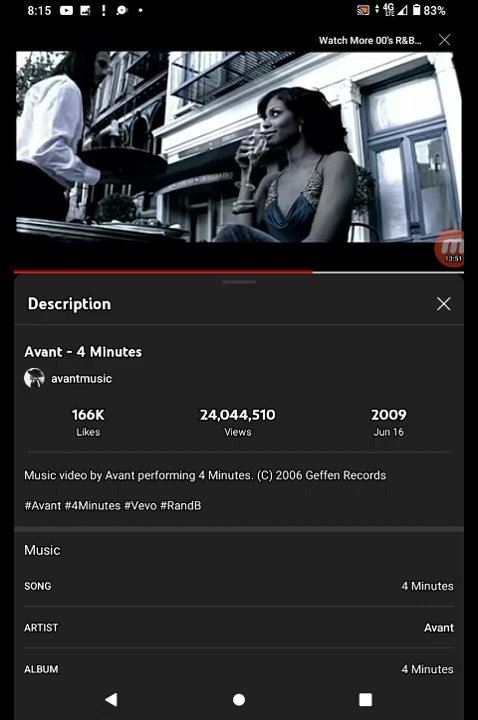 8:15
4G
LTE
83%
Watch More 00's R&B...
13:51
Description
Avant - 4 Minutes
avantmusic
166K 24,044,510 2009
Likes Views Jun 16
Music video by Avant performing 4 Minutes. (C) 2006 Geffen Records
#Avant #4Minutes #Vevo #RandB
Music
SONG 4 Minutes
ARTIST Avant
ALBUM 4 Minutes